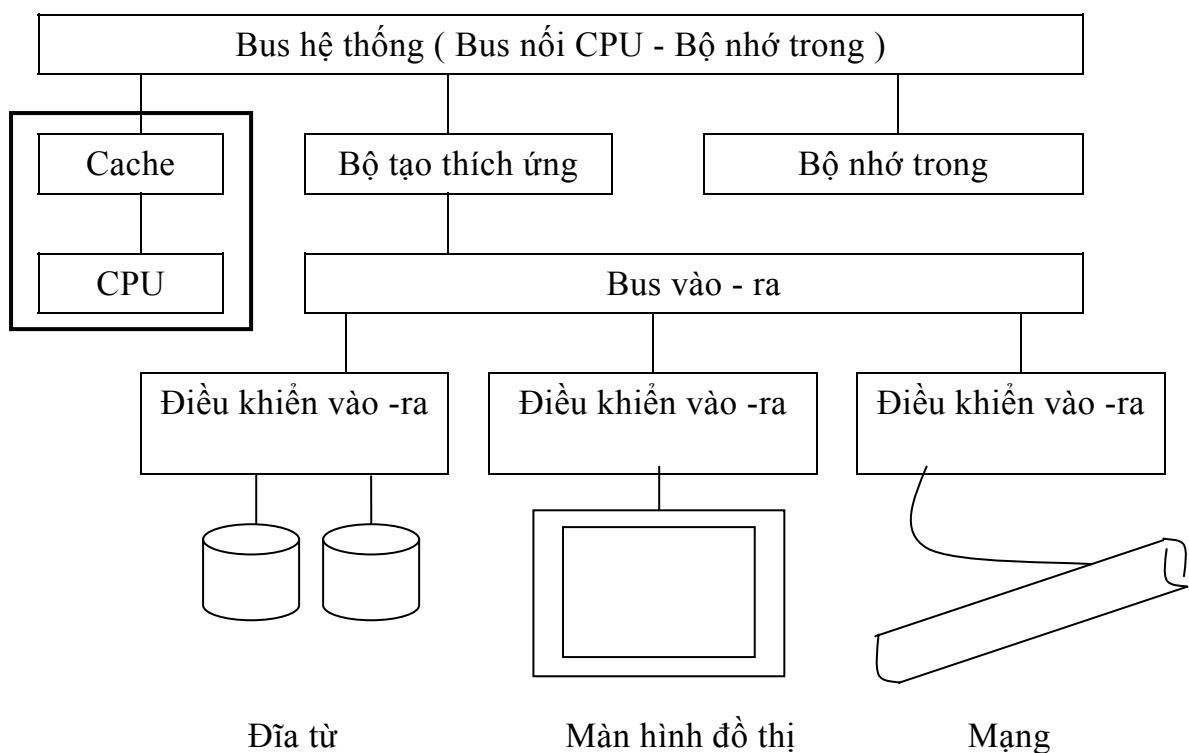 Bus hệ thống ( Bus nối CPU - Bộ nhớ trong )
Cache
Bộ tạo thích ứng
Bộ nhớ trong
CPU
Bus vào - ra
Điều khiển vào -ra
Điều khiển vào -ra
Điều khiển vào -ra
Đĩa từ
Màn hình đồ thị
Mạng